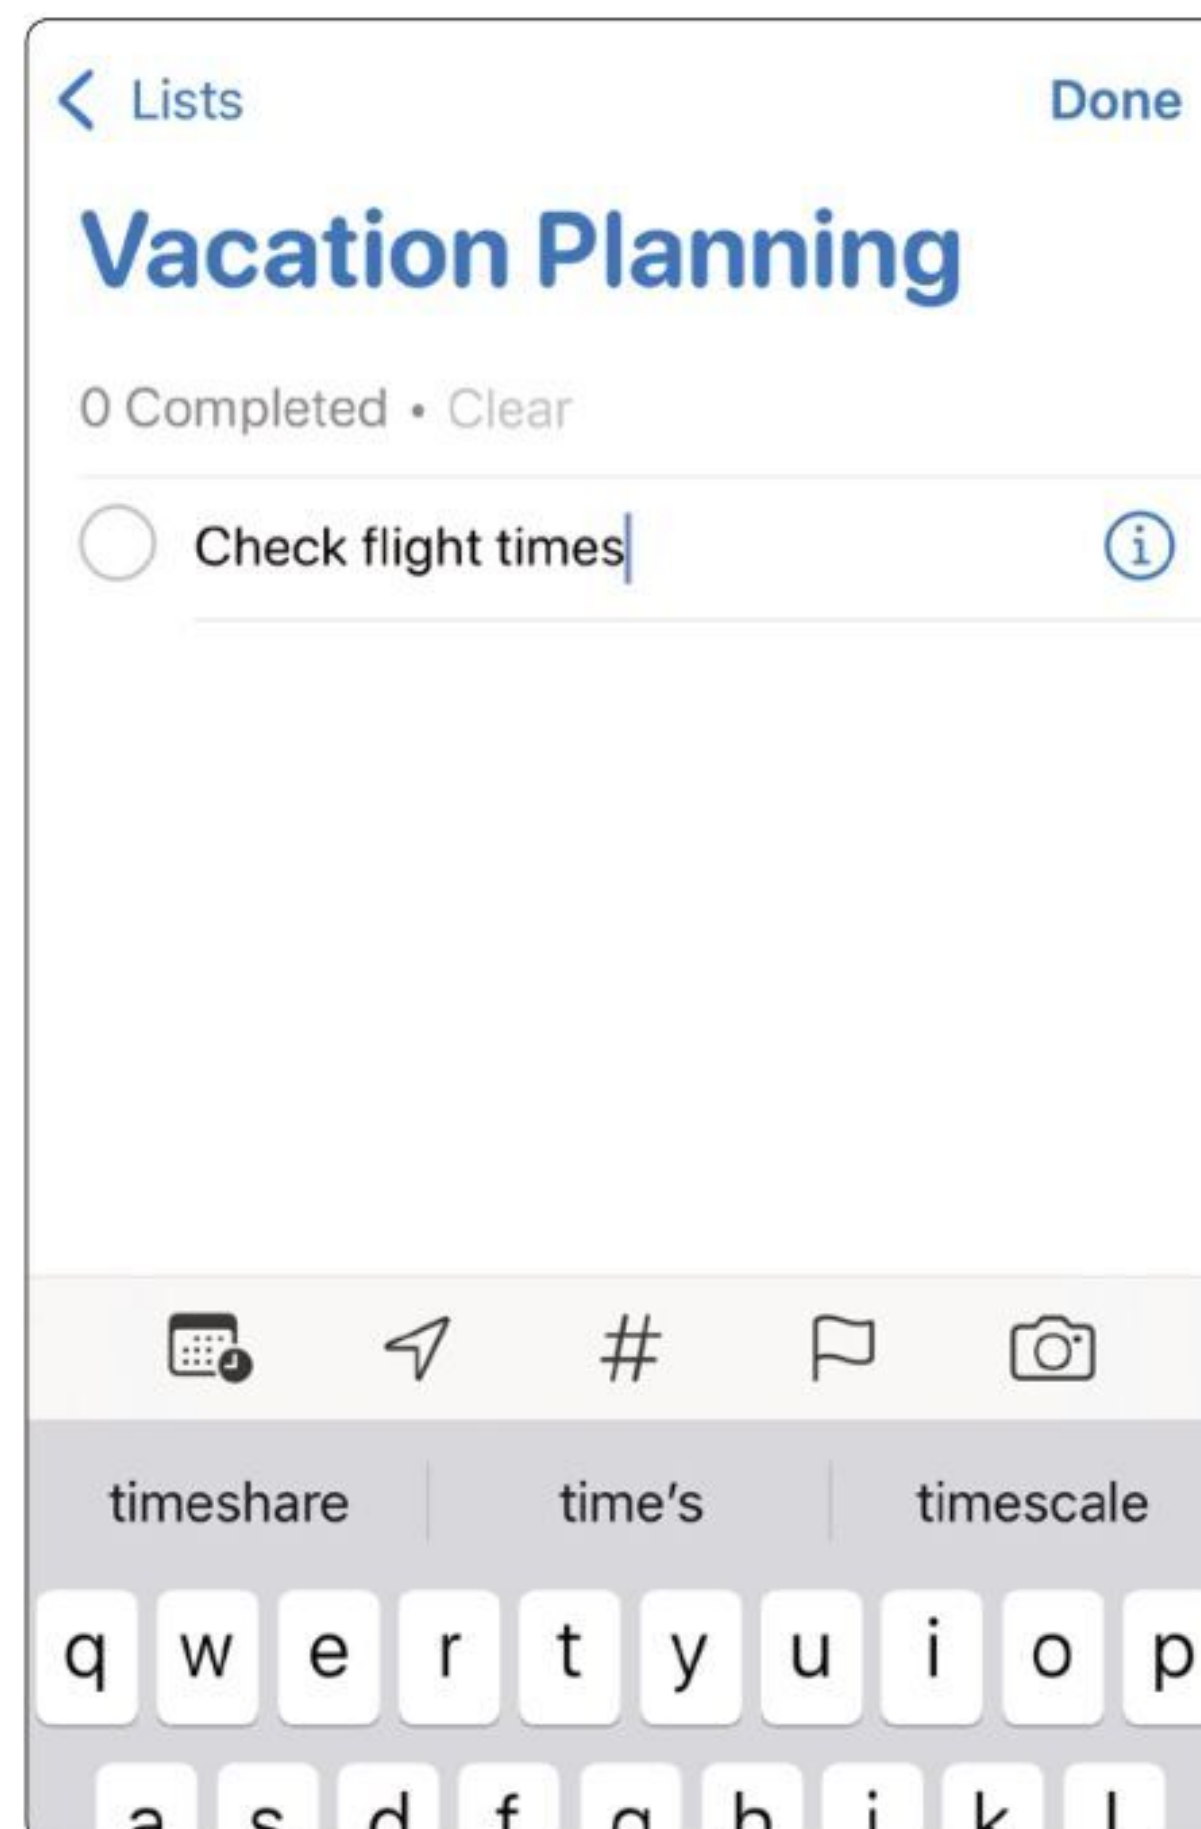 Lists Done
Vacation Planning
0 Completed • Clear
Check flight times
timeshare time's timescale
q w e r t y u i o p
a s d f g h j k l